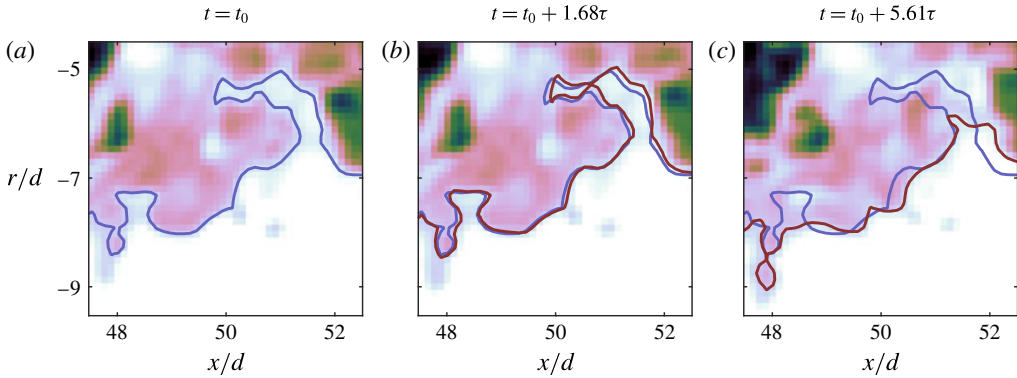 t = t₀
t = t₀ + 1.68τ
t = t₀ + 5.61τ
(a)
(b)
(c)
–5
–7
–9
r/d
48 50 52
48 50 52
48 50 52
x/d
x/d
x/d